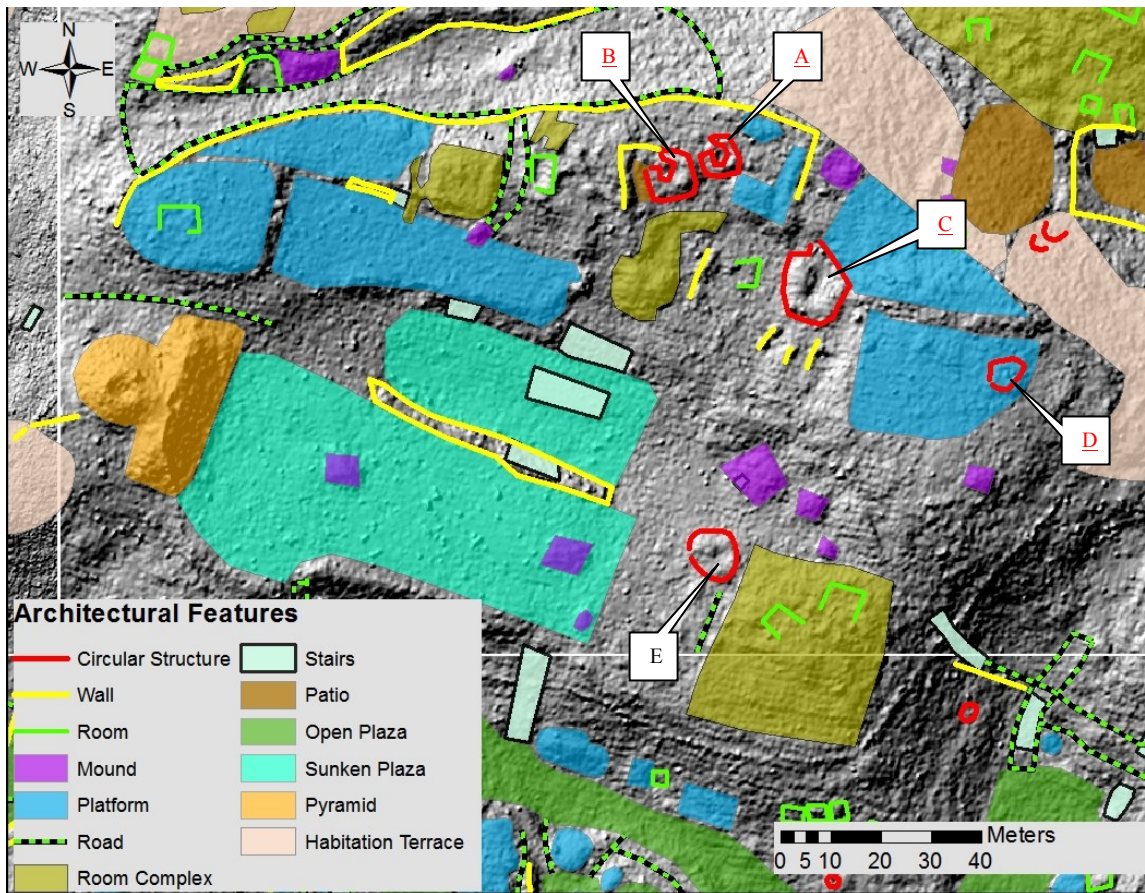 N
W E
S
B
A
C
D
E
Architectural Features
Circular Structure
Wall
Room
Mound
Platform
Road
Room Complex
Stairs
Patio
Open Plaza
Sunken Plaza
Pyramid
Habitation Terrace
Meters
0 5 10 20 30 40